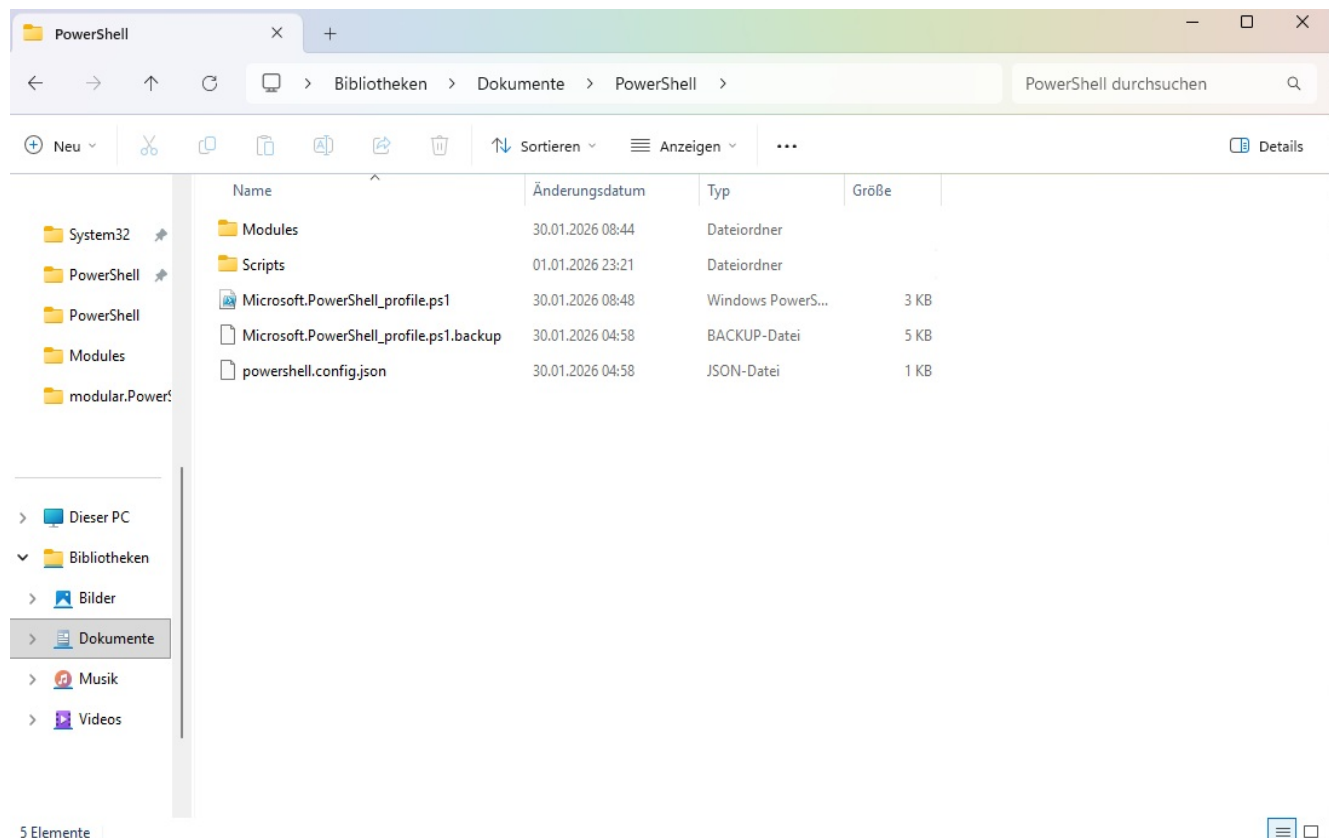 PowerShell
Bibliotheken > Dokumente > PowerShell >
PowerShell durchsuchen
Neu
Sortieren
Anzeigen
Details
Name Änderungsdatum Typ Größe
System32
PowerShell
PowerShell
Modules
modular.Power
Modules 30.01.2026 08:44 Dateiordner
Scripts 01.01.2026 23:21 Dateiordner
Microsoft.PowerShell_profile.ps1 30.01.2026 08:48 Windows PowerS... 3 KB
Microsoft.PowerShell_profile.ps1.backup 30.01.2026 04:58 BACKUP-Datei 5 KB
powershell.config.json 30.01.2026 04:58 JSON-Datei 1 KB
Dieser PC
Bibliotheken
Bilder
Dokumente
Musik
Videos
5 Elemente